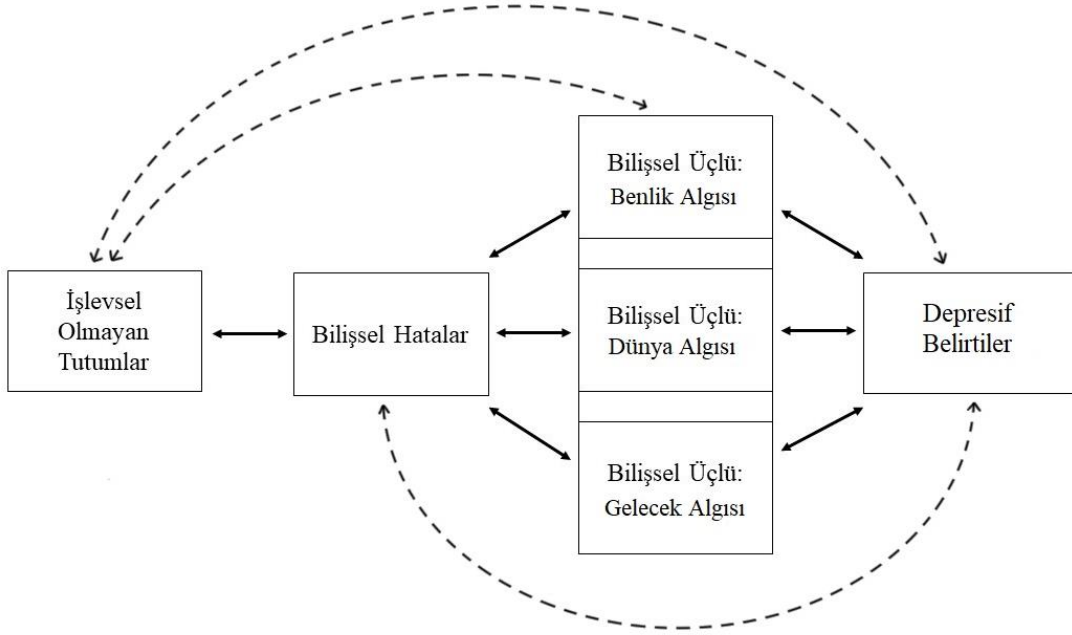 Bilişsel Üçlü:
Benlik Algısı
İşlevsel
Olmayan
Tutumlar
Bilişsel Hatalar
Bilişsel Üçlü:
Dünya Algısı
Depresif
Belirtiler
Bilişsel Üçlü:
Gelecek Algısı